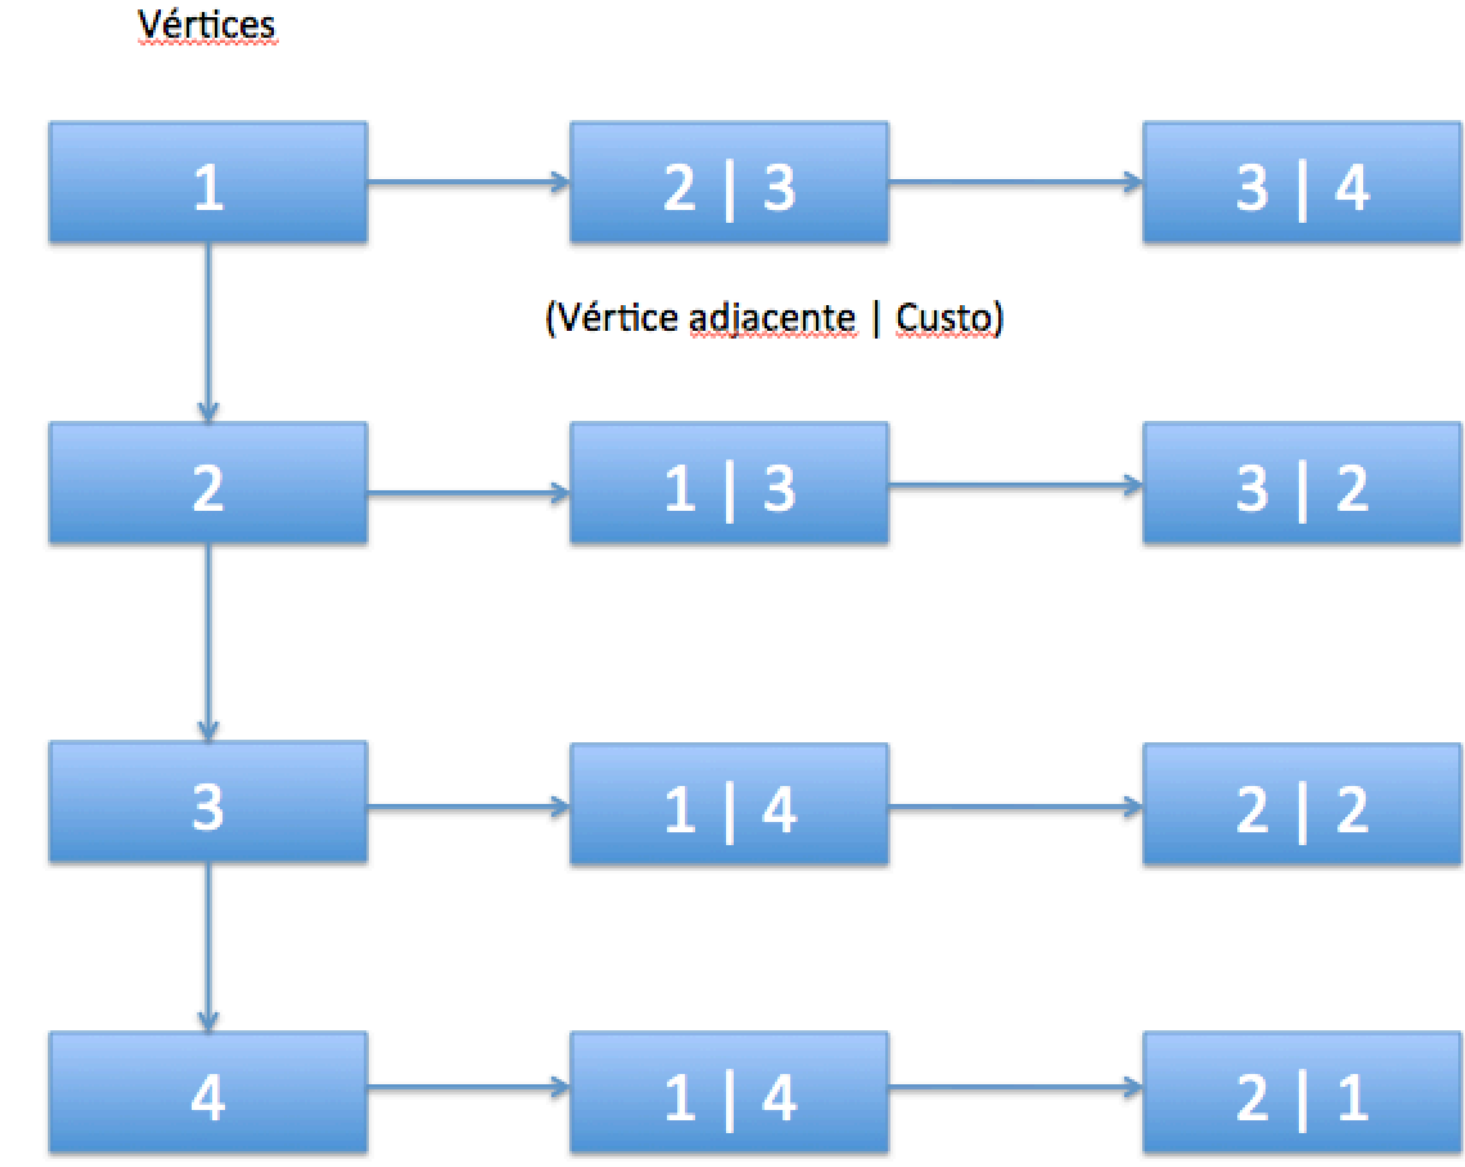 Vértices
1 2 | 3 3 | 4
(Vértice adjacente | Custo)
2 1 | 3 3 | 2
3 1 | 4 2 | 2
4 1 | 4 2 | 1